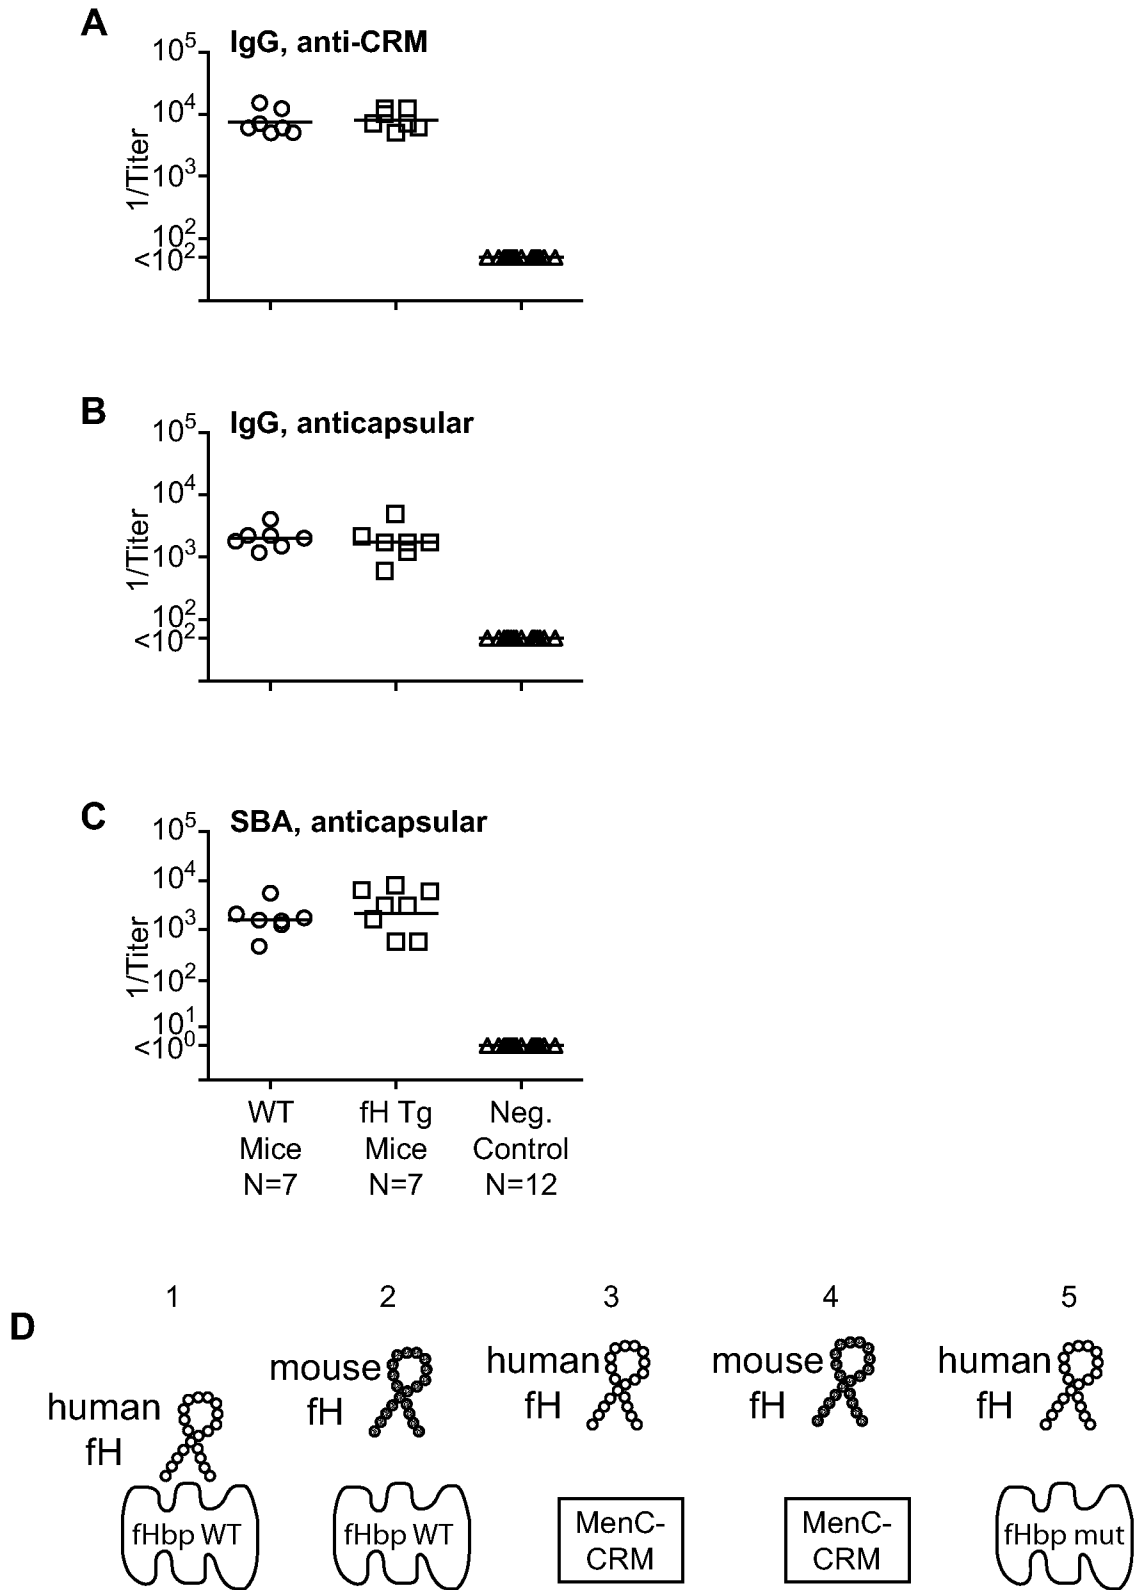 A
IgG, anti-CRM
10^5
10^4
10^3
10^2
<10^2
1/Titer
B
IgG, anticapsular
10^5
10^4
10^3
10^2
<10^2
1/Titer
C
SBA, anticapsular
10^5
10^4
10^3
10^2
10^1
<10^0
1/Titer
WT fH Tg Neg.
Mice Mice Control
N=7 N=7 N=12
1 2 3 4 5
D
human fH
mouse fH
human fH
mouse fH
human fH
fHbp WT
fHbp WT
MenC-
CRM
MenC-
CRM
fHbp mut